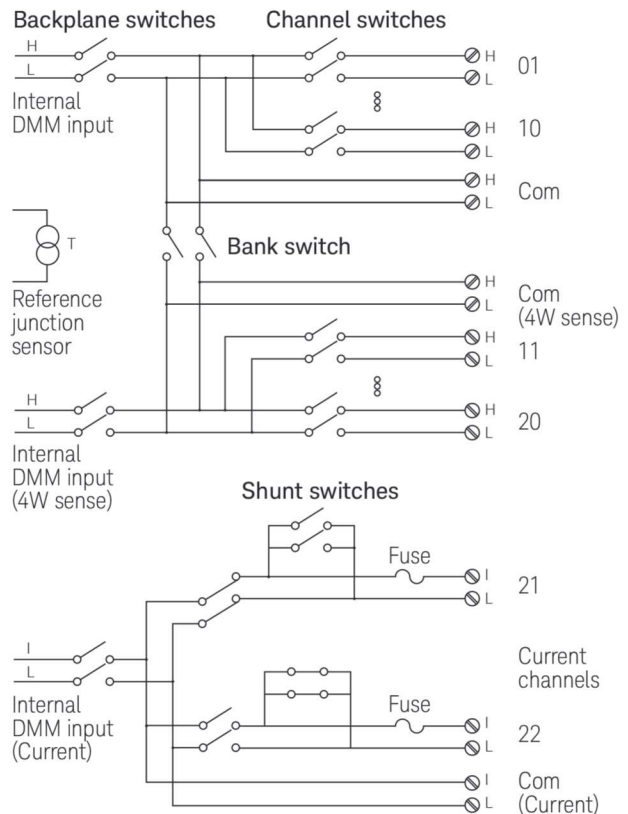 Backplane switches
Channel switches
H
L
Internal
DMM input
H
L
01
H
L
10
H
L
Com
T
Reference
junction
sensor
Bank switch
H
L
Com
(4W sense)
H
L
11
H
L
Internal
DMM input
(4W sense)
H
L
20
Shunt switches
Fuse
I
L
21
I
L
Internal
DMM input
(Current)
Current
channels
Fuse
I
L
22
I
L
Com
(Current)